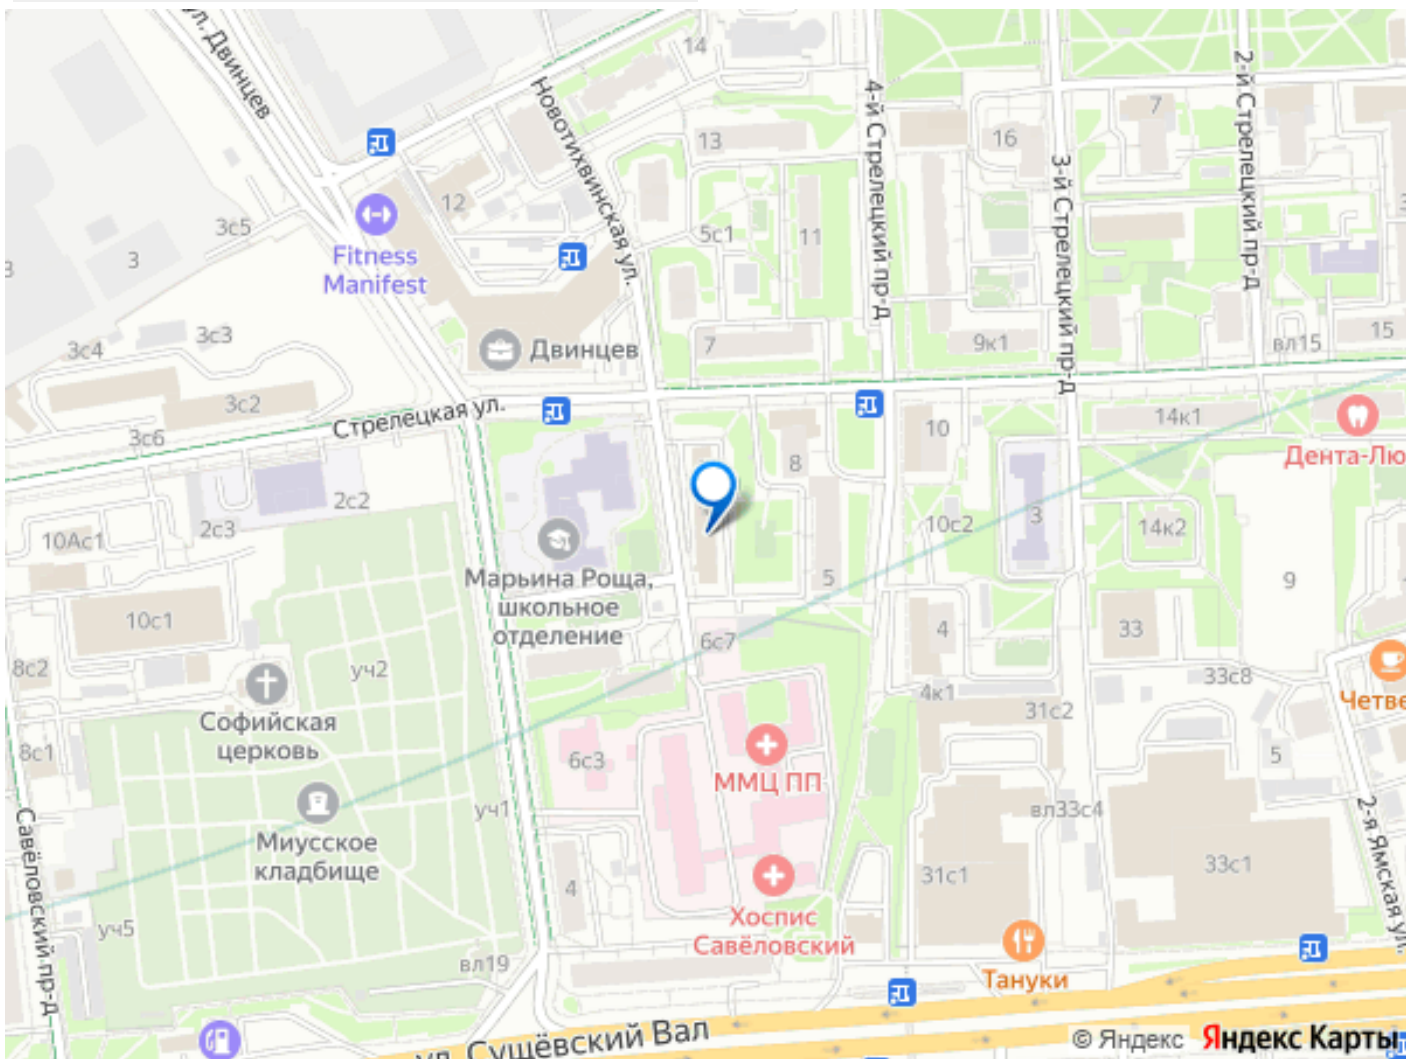 ул. Двинцев
14
Новотихвинская ул.
4-й Стрелецкий пр-д
2-й Стрелецкий пр-д
7
16
13
3-й Стрелецкий пр-д
12
3с5
5с1
11
3
Fitness
Manifest
3с3
3с4
Двинцев
7
9к1
вл15
15
3с2
Стрелецкая ул.
3с6
14к1
10
8
Дента-Лю
2с2
2с3
10Ас1
10с2
3
14к2
5
9
Марьина Роща,
школьное
отделение
10с1
4
33
6с7
8с2
уч2
33с8
4к1
31с2
Четве
Софийская
церковь
8с1
6с3
ММЦ ПП
5
уч1
вл33с4
Савёловский пр-д
2-я Ямская ул.
Миусское
кладбище
4
31с1
33с1
Хоспис
Савёловский
уч5
вл19
Тануки
ул. Сущёвский Вал
© Яндекс Яндекс Карты